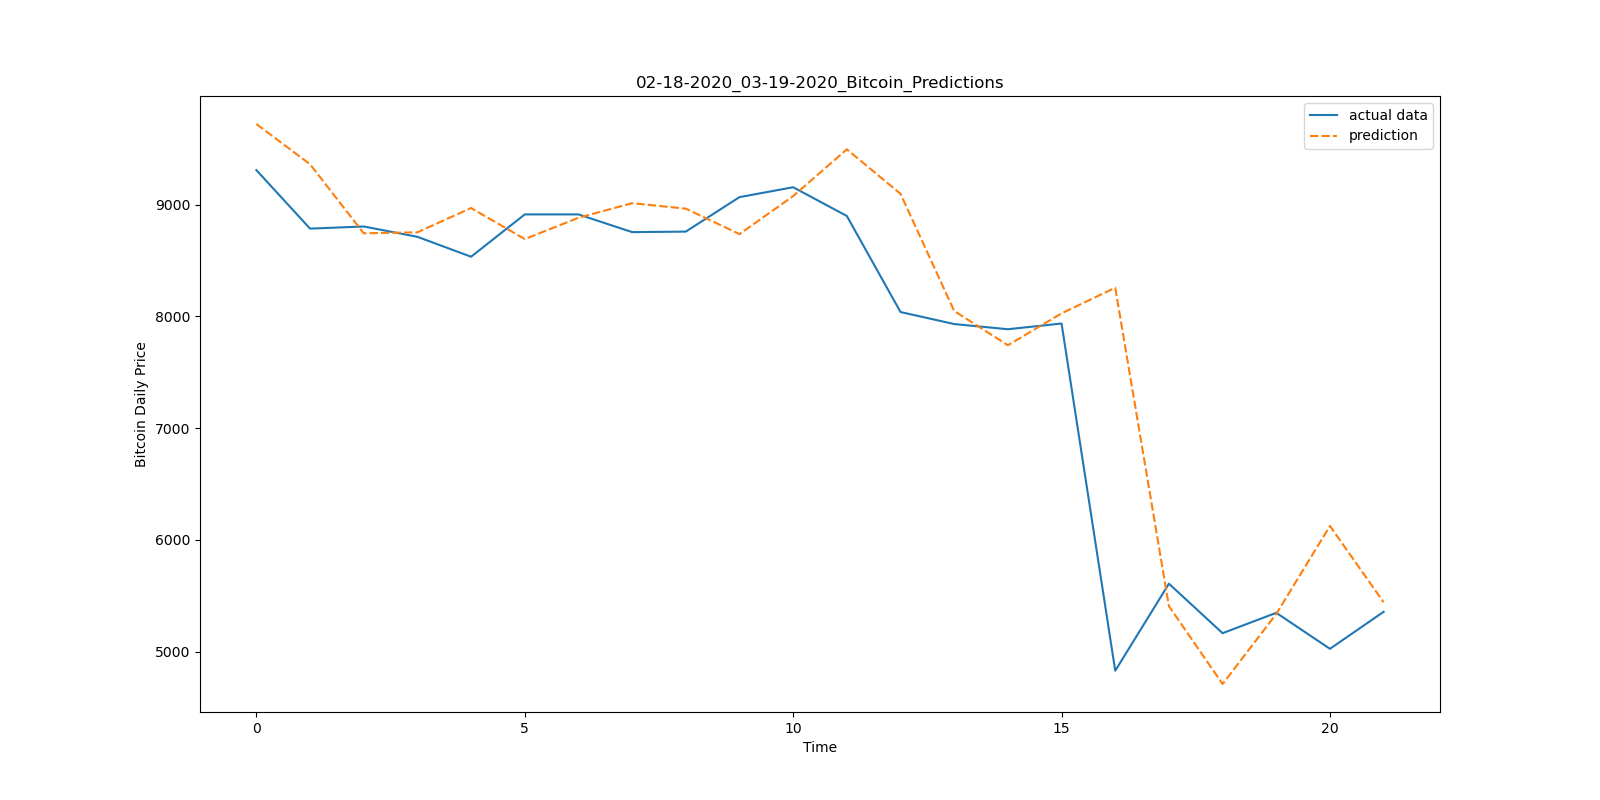 02-18-2020_03-19-2020_Bitcoin_Predictions
actual data
prediction
Bitcoin Daily Price
9000
8000
7000
6000
5000
0
5
10
15
20
Time